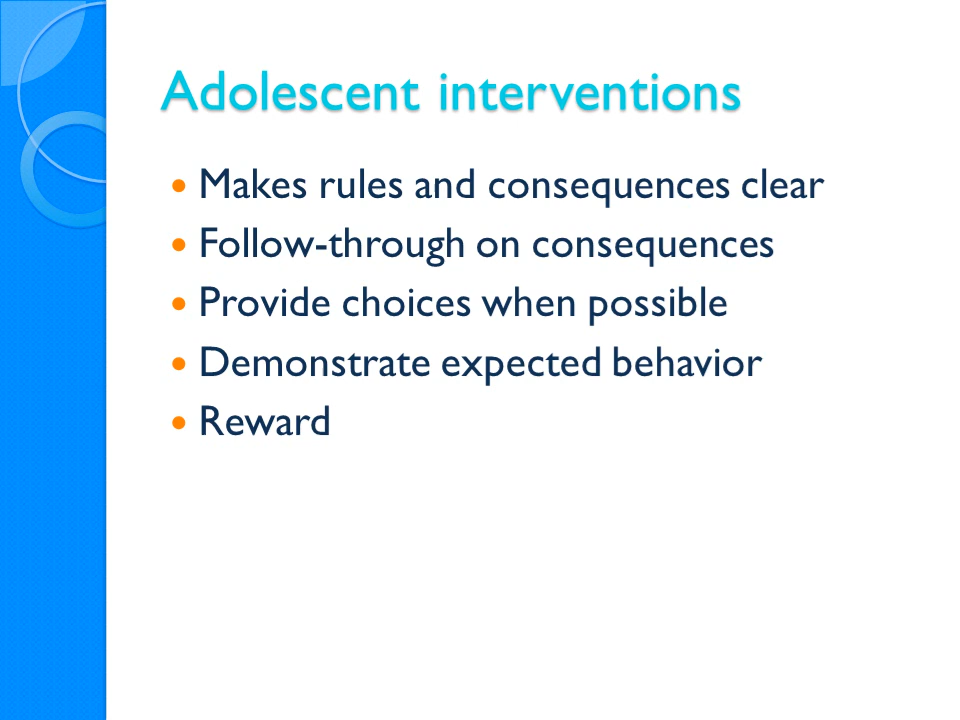 Adolescent interventions
Makes rules and consequences clear
Follow-through on consequences
Provide choices when possible
Demonstrate expected behavior
Reward